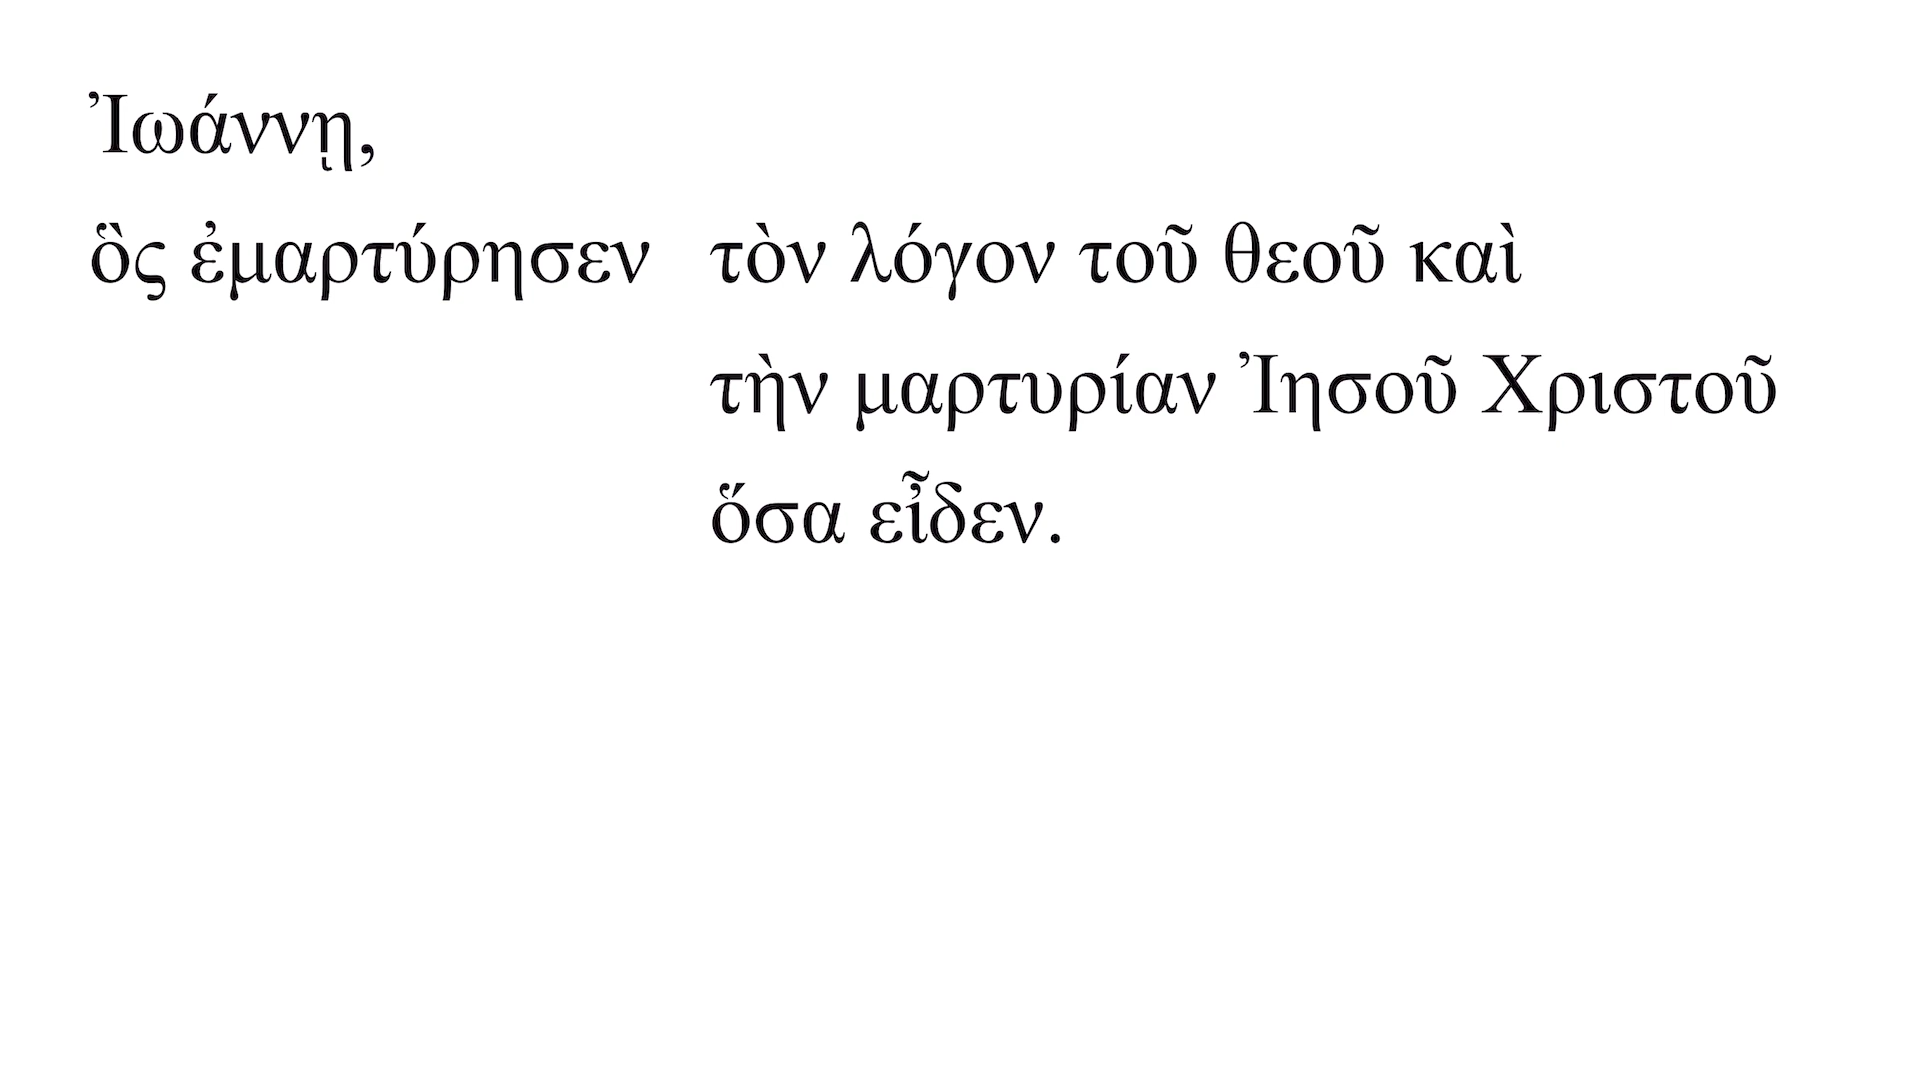 Ἰωάννῃ,
ὃς ἐμαρτύρησεν τὸν λόγον τοῦ θεοῦ καὶ
τὴν μαρτυρίαν Ἰησοῦ Χριστοῦ
ὅσα εἶδεν.